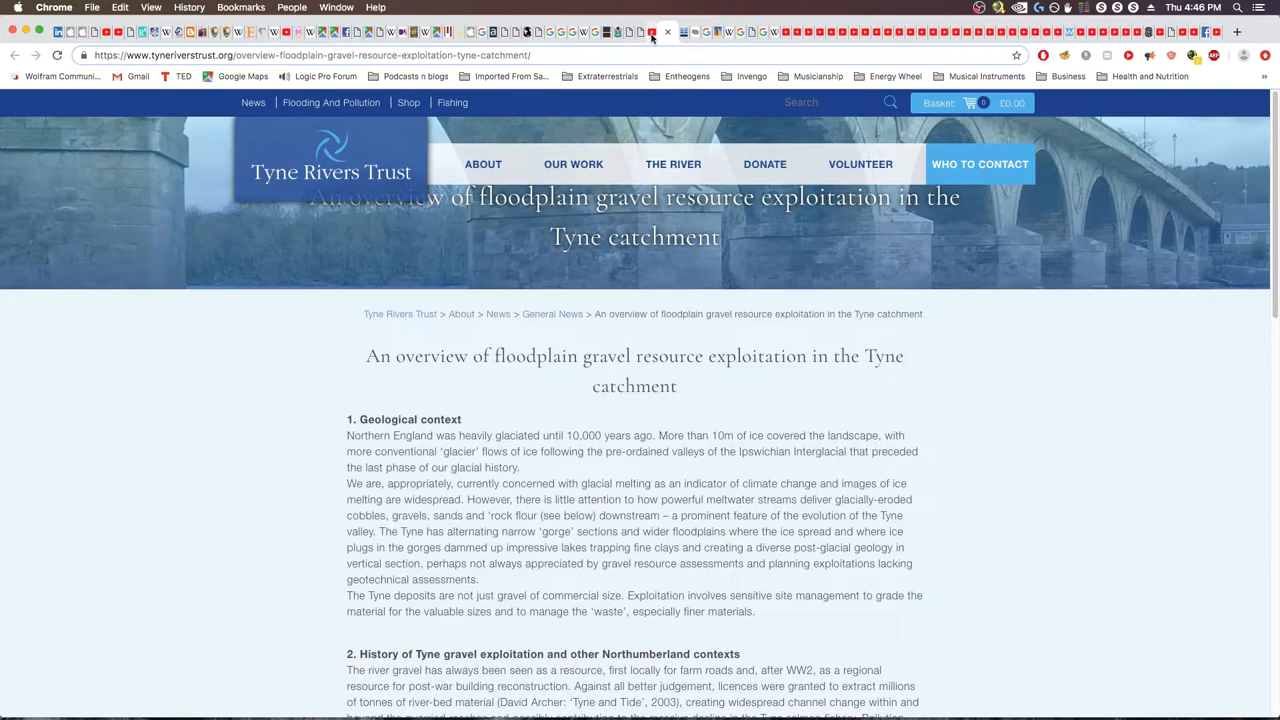 Chrome File Edit View History Bookmarks People Window Help
Thu 4:46 PM
https://www.tyneriverstrust.org/overview-floodplain-gravel-resource-exploitation-tyne-catchment/
Wolfram Communi... Gmail TED Google Maps Logic Pro Forum Podcasts n blogs Imported From Sa... Extraterrestrials Entheogens Invengo Musicianship Energy Wheel Musical Instruments Business Health and Nutrition »
News Flooding And Pollution Shop Fishing Search Basket: 0 £0.00
Tyne Rivers Trust
ABOUT OUR WORK THE RIVER DONATE VOLUNTEER WHO TO CONTACT
An overview of floodplain gravel resource exploitation in the
Tyne catchment
Tyne Rivers Trust > About > News > General News > An overview of floodplain gravel resource exploitation in the Tyne catchment
An overview of floodplain gravel resource exploitation in the Tyne
catchment
1. Geological context
Northern England was heavily glaciated until 10,000 years ago. More than 10m of ice covered the landscape, with
more conventional ‘glacier’ flows of ice following the pre-ordained valleys of the Ipswichian Interglacial that preceded
the last phase of our glacial history.
We are, appropriately, currently concerned with glacial melting as an indicator of climate change and images of ice
melting are widespread. However, there is little attention to how powerful meltwater streams deliver glacially-eroded
cobbles, gravels, sands and ‘rock flour (see below) downstream – a prominent feature of the evolution of the Tyne
valley. The Tyne has alternating narrow ‘gorge’ sections and wider floodplains where the ice spread and where ice
plugs in the gorges dammed up impressive lakes trapping fine clays and creating a diverse post-glacial geology in
vertical section, perhaps not always appreciated by gravel resource assessments and planning exploitations lacking
geotechnical assessments.
The Tyne deposits are not just gravel of commercial size. Exploitation involves sensitive site management to grade the
material for the valuable sizes and to manage the ‘waste’, especially finer materials.
2. History of Tyne gravel exploitation and other Northumberland contexts
The river gravel has always been seen as a resource, first locally for farm roads and, after WW2, as a regional
resource for post-war building reconstruction. Against all better judgement, licences were granted to extract millions
of tonnes of river-bed material (David Archer: ‘Tyne and Tide’, 2003), creating widespread channel change within and